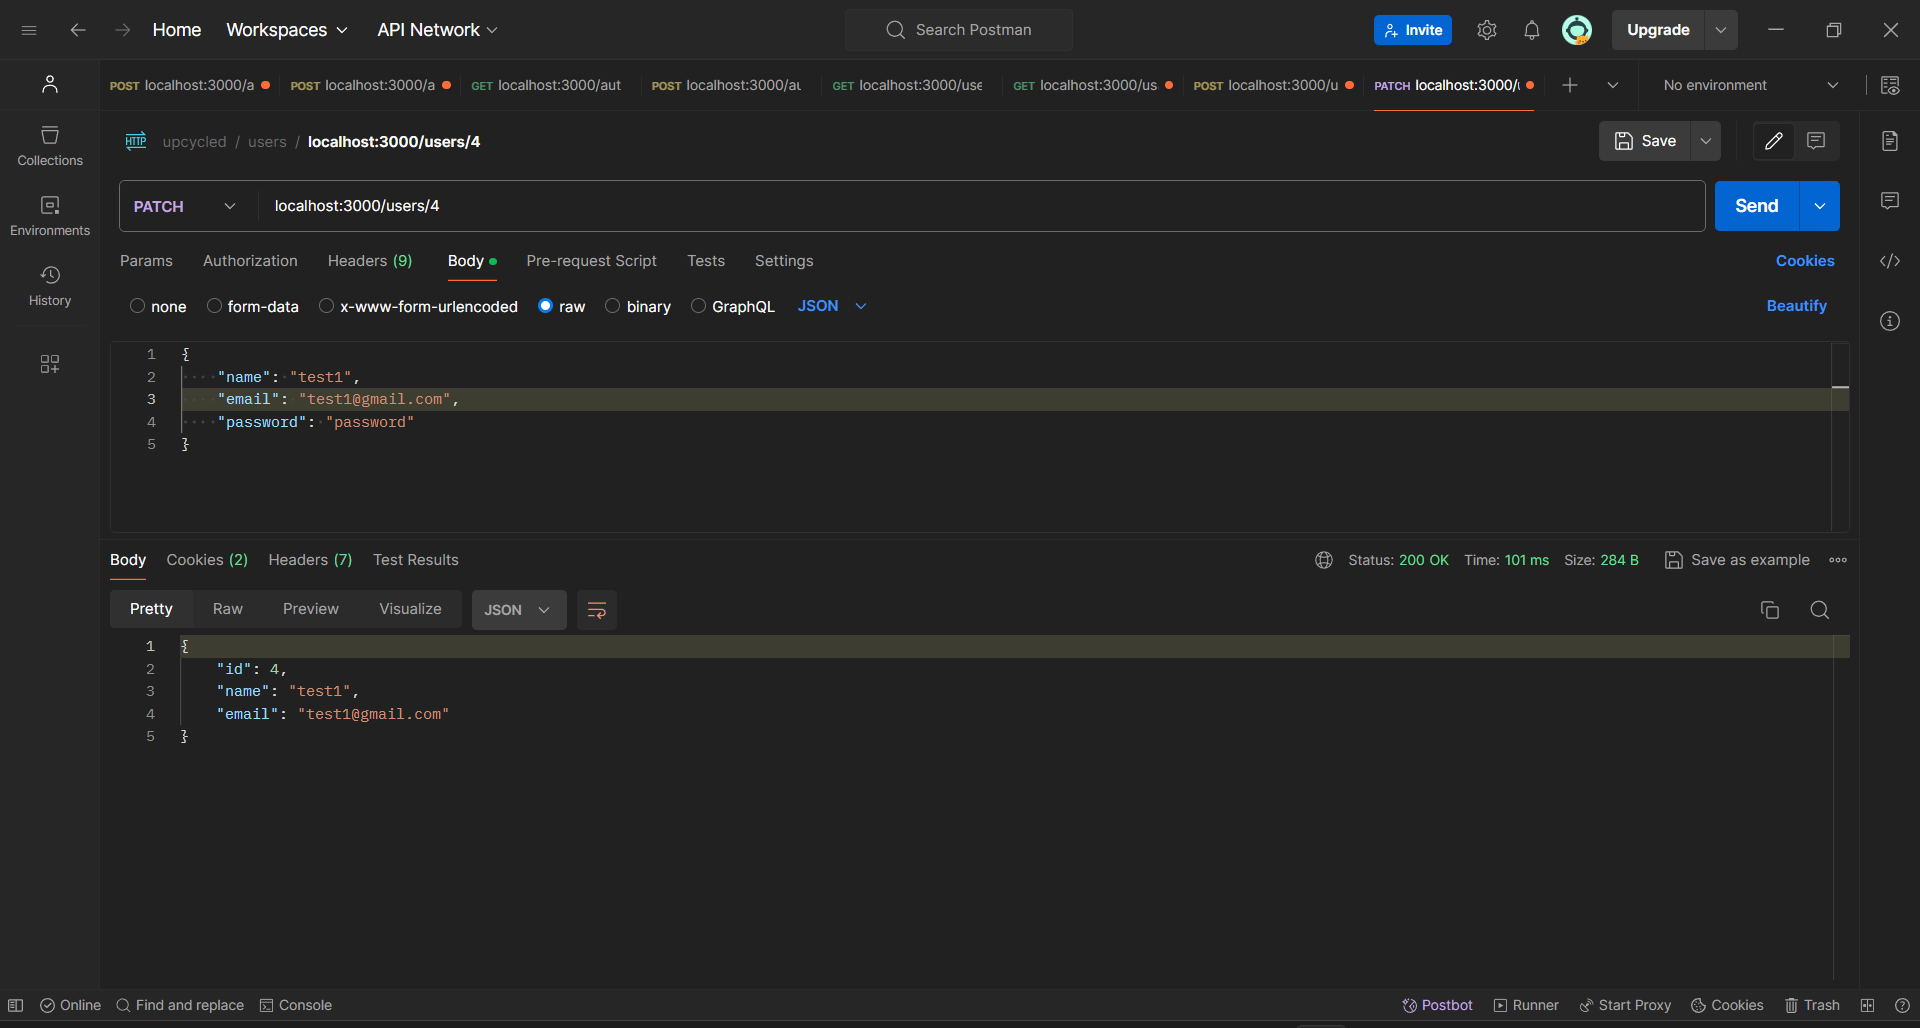 Home Workspaces API Network Search Postman Invite Upgrade
POST localhost:3000/a POST localhost:3000/a GET localhost:3000/aut POST localhost:3000/au GET localhost:3000/use GET localhost:3000/us POST localhost:3000/u PATCH localhost:3000/ No environment
HTTP upcycled / users / localhost:3000/users/4 Save
Collections
Environments
History
PATCH localhost:3000/users/4 Send
Params Authorization Headers (9) Body Pre-request Script Tests Settings Cookies
none form-data x-www-form-urlencoded raw binary GraphQL JSON Beautify
1 {
2 "name": "test1",
3 "email": "test1@gmail.com",
4 "password": "password"
5 }
Body Cookies (2) Headers (7) Test Results Status: 200 OK Time: 101 ms Size: 284 B Save as example
Pretty Raw Preview Visualize JSON
1 {
2 "id": 4,
3 "name": "test1",
4 "email": "test1@gmail.com"
5 }
Online Find and replace Console Postbot Runner Start Proxy Cookies Trash